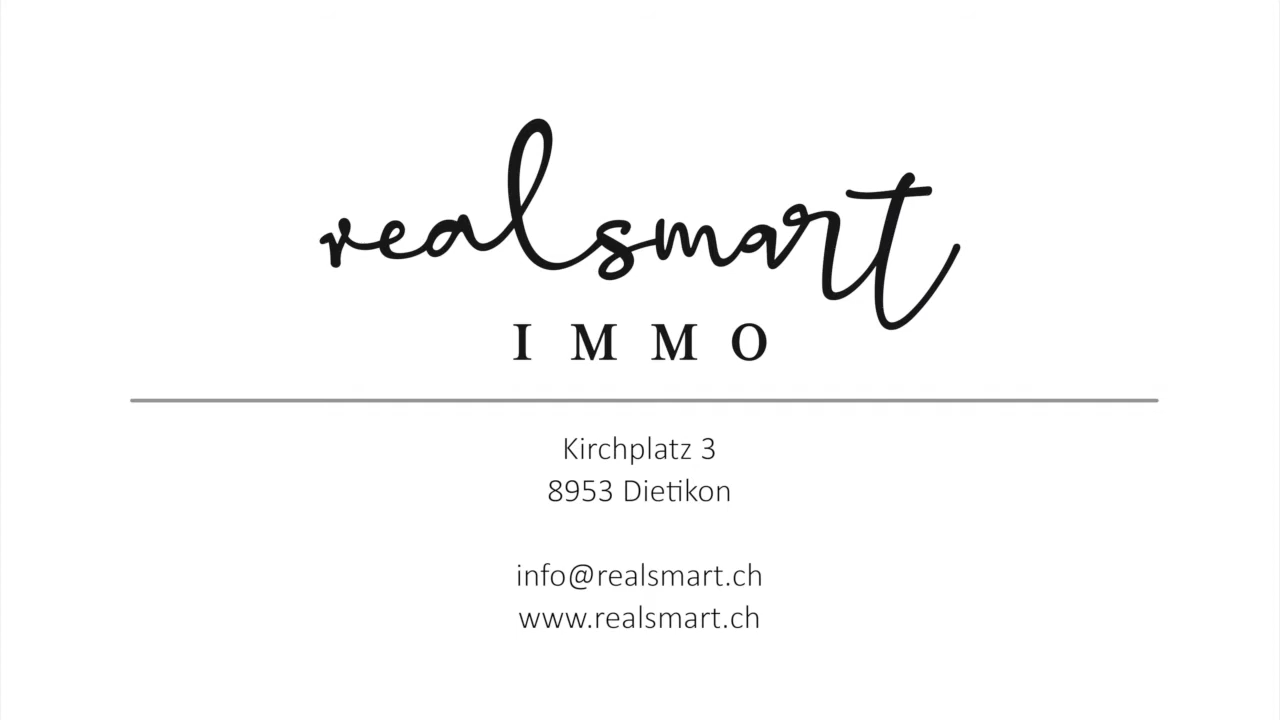 realsmart
IMMO
Kirchplatz 3
8953 Dietikon
info@realsmart.ch
www.realsmart.ch